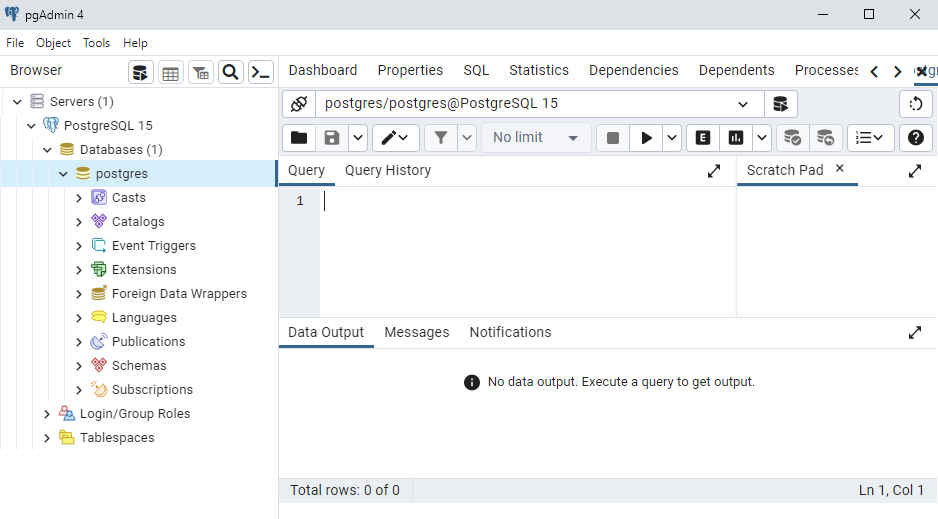 pgAdmin 4
File Object Tools Help
Browser
Dashboard Properties SQL Statistics Dependencies Dependents Processes
Servers (1)
PostgreSQL 15
Databases (1)
postgres
Casts
Catalogs
Event Triggers
Extensions
Foreign Data Wrappers
Languages
Publications
Schemas
Subscriptions
Login/Group Roles
Tablespaces
postgres/postgres@PostgreSQL 15
No limit
E
Query Query History
Scratch Pad
1
Data Output Messages Notifications
No data output. Execute a query to get output.
Total rows: 0 of 0
Ln 1, Col 1